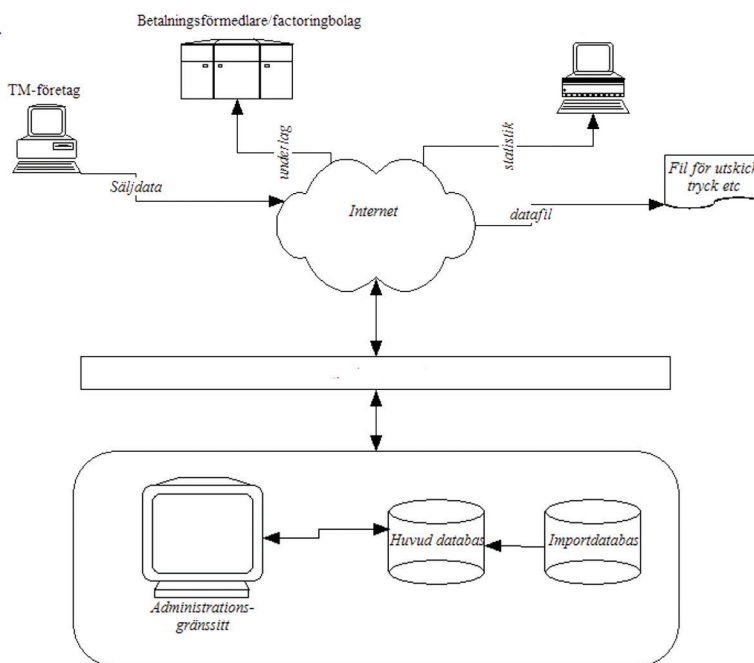 Betalningsförmedlare/factoringbolag
TM-företag
Säljdata
underlag
statistik
Fil för utskick
tryck etc
Internet
datafil
Huvud databas
Importdatabas
Administrations-
gränssitt